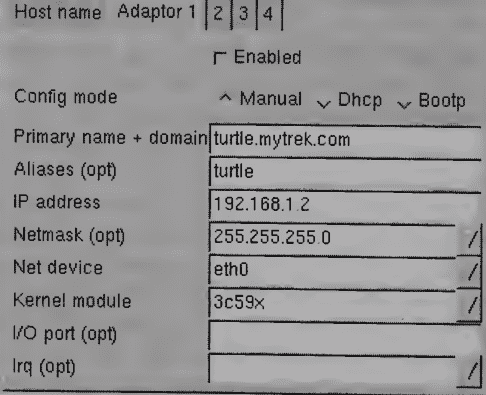 Host name Adaptor 1 2 3 4
Enabled
Config mode Manual Dhcp Bootp
Primary name + domain turtle.mytrek.com
Aliases (opt) turtle
IP address 192.168.1.2
Netmask (opt) 255.255.255.0
Net device eth0
Kernel module 3c59x
I/O port (opt)
Irq (opt)